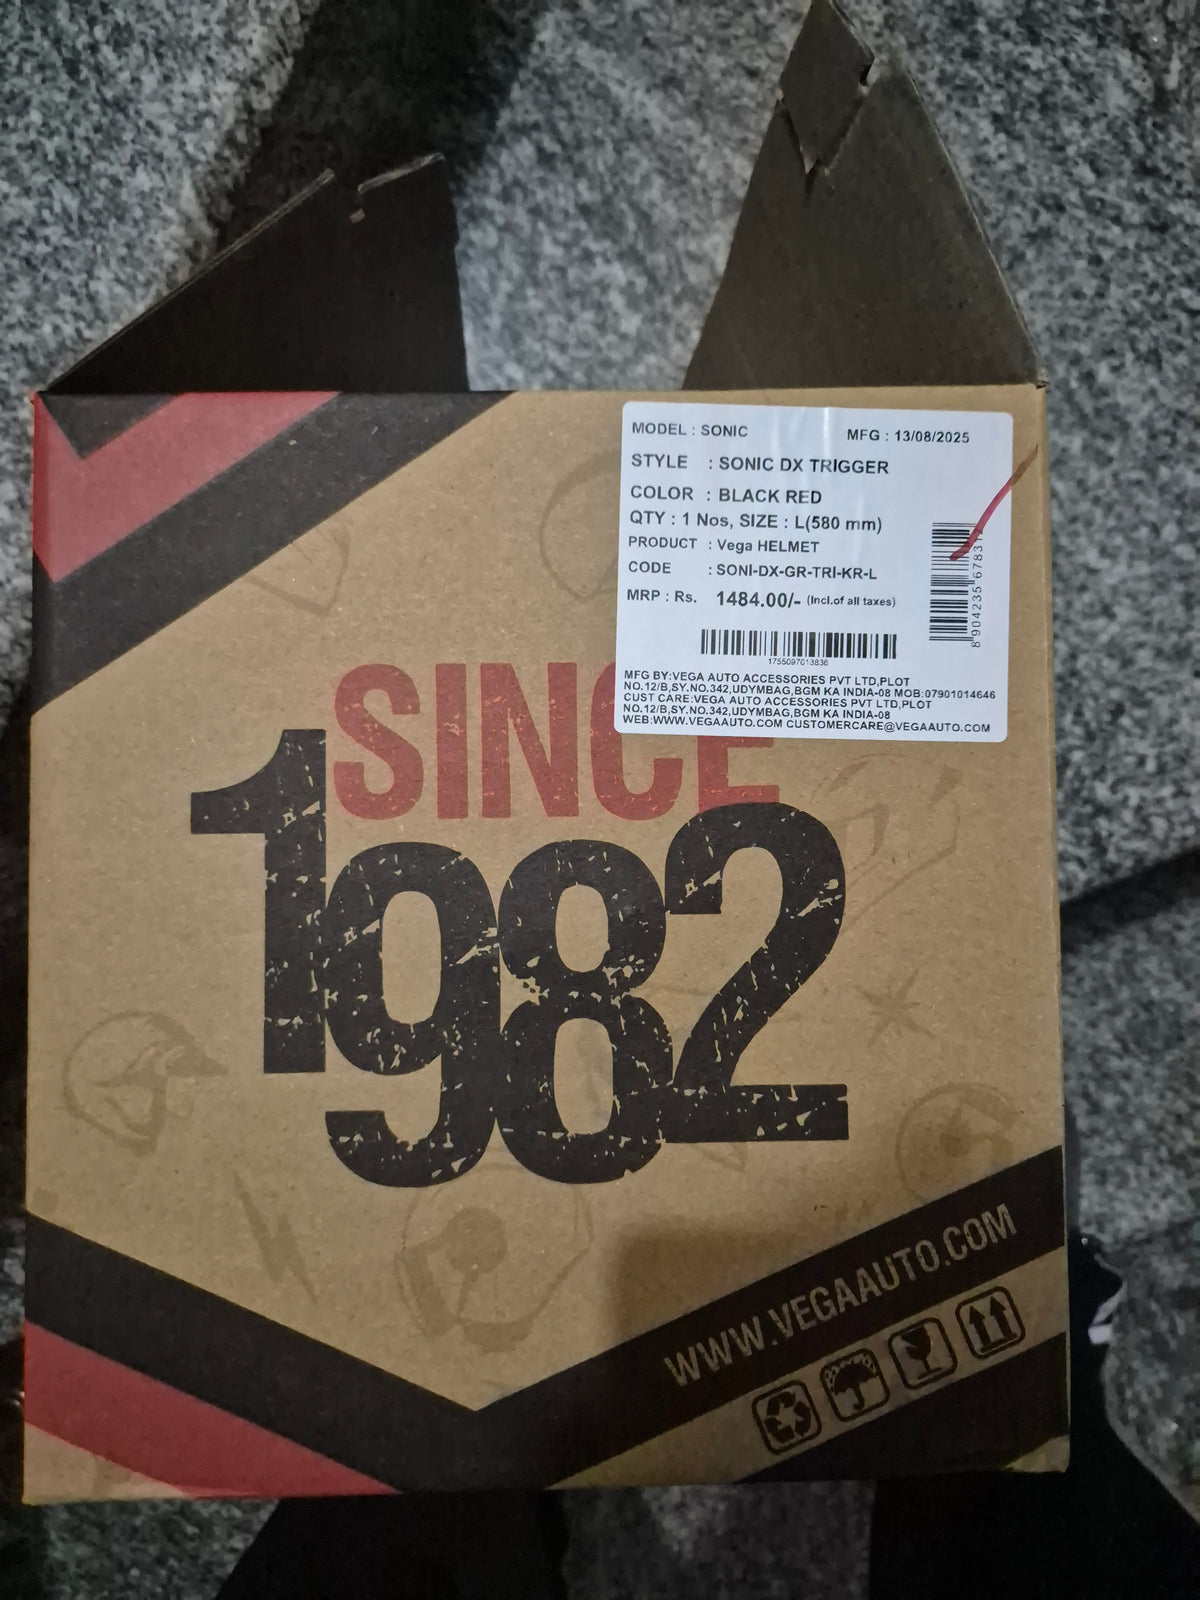 MODEL : SONIC MFG : 13/08/2025
STYLE : SONIC DX TRIGGER
COLOR : BLACK RED
QTY : 1 Nos, SIZE : L(580 mm)
PRODUCT : Vega HELMET
CODE : SONI-DX-GR-TRI-KR-L
MRP : Rs. 1484.00/- (Incl.of all taxes)
1755097013836
MFG BY:VEGA AUTO ACCESSORIES PVT LTD,PLOT
NO.12/B,SY.NO.342,UDYMBAG,BGM KA INDIA-08 MOB:07901014646
CUST CARE:VEGA AUTO ACCESSORIES PVT LTD,PLOT
NO.12/B,SY.NO.342,UDYMBAG,BGM KA INDIA-08
WEB:WWW.VEGAAUTO.COM CUSTOMERCARE@VEGAAUTO.COM
SINCE
1982
WWW.VEGAAUTO.COM